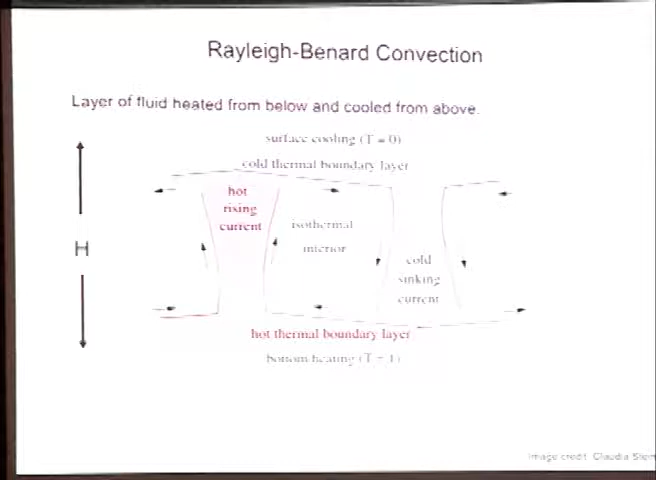 Rayleigh-Benard Convection
Layer of fluid heated from below and cooled from above.
surface cooling (T = 0)
cold thermal boundary layer
hot
rising
current
isothermal
interior
H
cold
sinking
current
hot thermal boundary layer
bottom heating (T = 1)
Image credit: Claudia